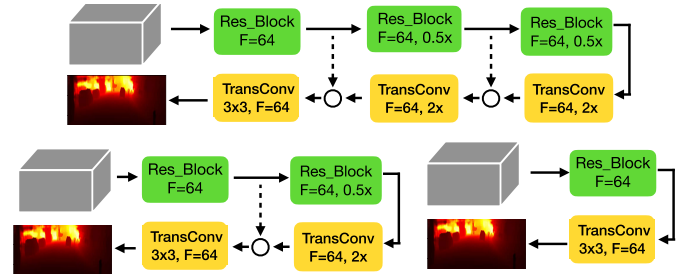 Res_Block
F=64
Res_Block
F=64, 0.5x
Res_Block
F=64, 0.5x
TransConv
3x3, F=64
TransConv
F=64, 2x
TransConv
F=64, 2x
Res_Block
F=64
Res_Block
F=64, 0.5x
TransConv
3x3, F=64
TransConv
F=64, 2x
Res_Block
F=64
TransConv
3x3, F=64